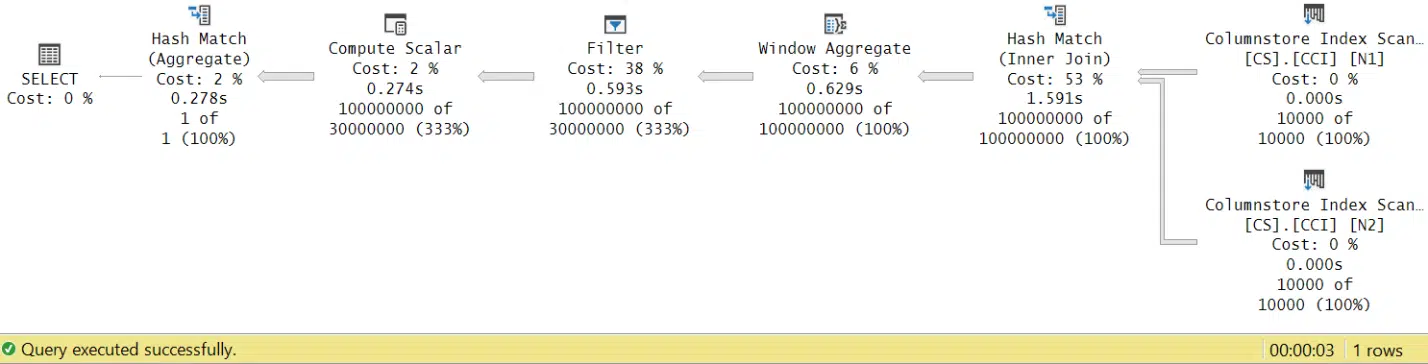 SELECT
Cost: 0 %
Hash Match
(Aggregate)
Cost: 2 %
0.278s
1 of
1 (100%)
Compute Scalar
Cost: 2 %
0.274s
100000000 of
30000000 (333%)
Filter
Cost: 38 %
0.593s
100000000 of
30000000 (333%)
Window Aggregate
Cost: 6 %
0.629s
100000000 of
100000000 (100%)
Hash Match
(Inner Join)
Cost: 53 %
1.591s
100000000 of
100000000 (100%)
Columnstore Index Scan…
[CS].[CCI] [N1]
Cost: 0 %
0.000s
10000 of
10000 (100%)
Columnstore Index Scan…
[CS].[CCI] [N2]
Cost: 0 %
0.000s
10000 of
10000 (100%)
Query executed successfully.
00:00:03
1 rows